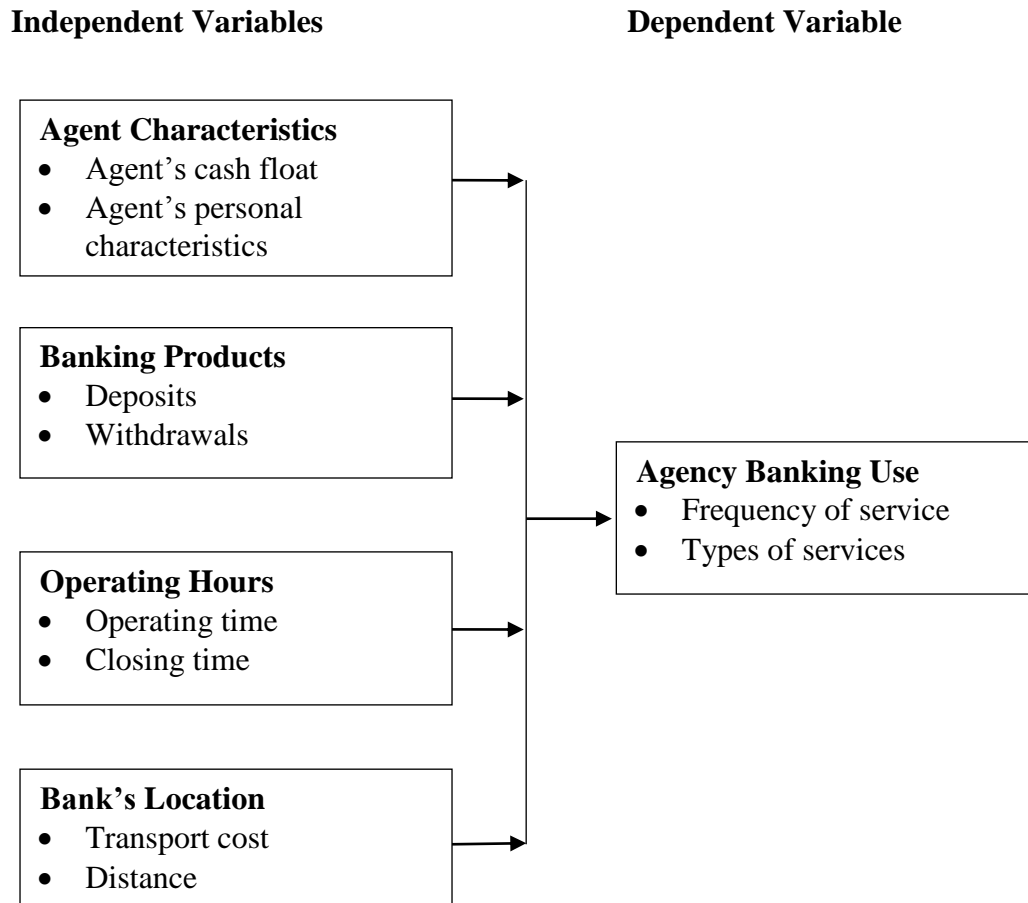 Independent Variables
Dependent Variable
Agent Characteristics
• Agent’s cash float
• Agent’s personal
characteristics
Banking Products
• Deposits
• Withdrawals
Agency Banking Use
• Frequency of service
• Types of services
Operating Hours
• Operating time
• Closing time
Bank’s Location
• Transport cost
• Distance